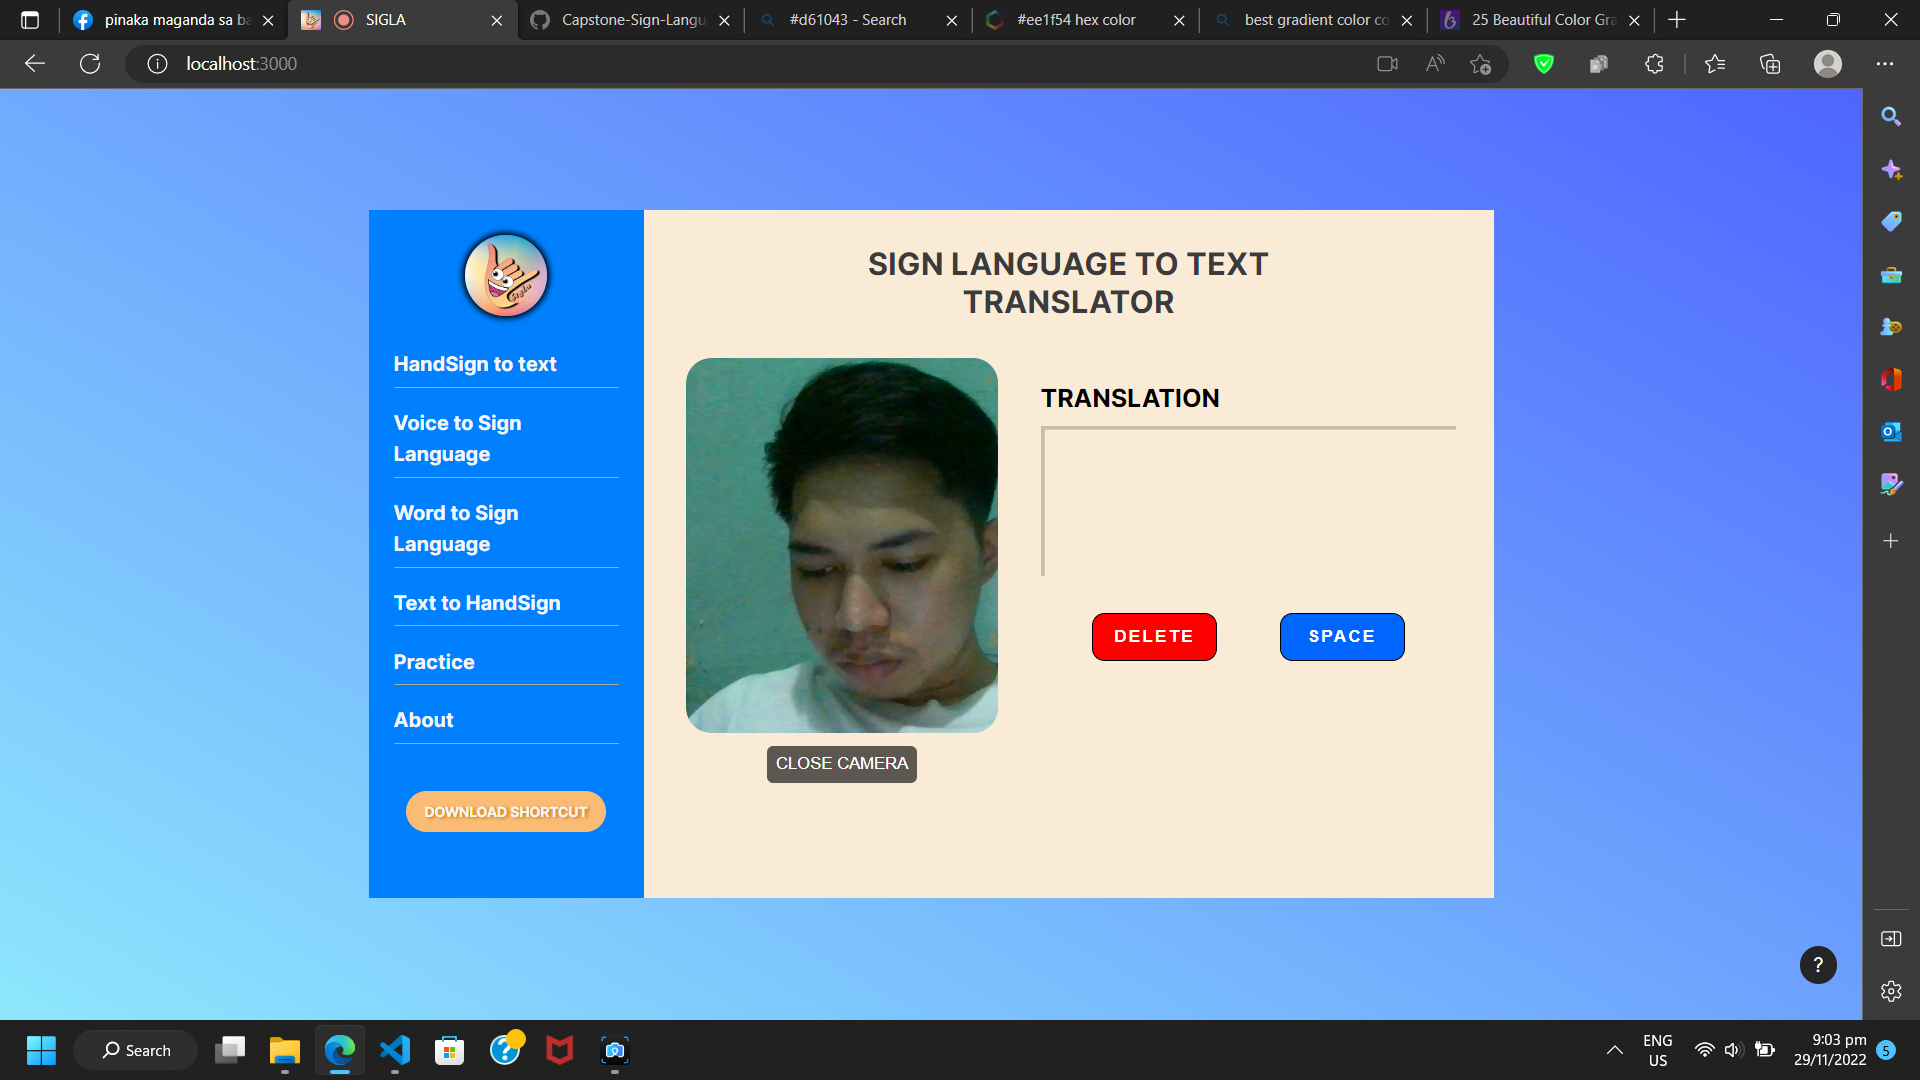 pinaka maganda sa ba
SIGLA
Capstone-Sign-Langu
#d61043 - Search
#ee1f54 hex color
best gradient color co
25 Beautiful Color Gra
localhost:3000
SIGN LANGUAGE TO TEXT
TRANSLATOR
HandSign to text
Voice to Sign
Language
Word to Sign
Language
Text to HandSign
Practice
About
DOWNLOAD SHORTCUT
TRANSLATION
DELETE
SPACE
CLOSE CAMERA
?
Search
ENG
US
9:03 pm
29/11/2022
5